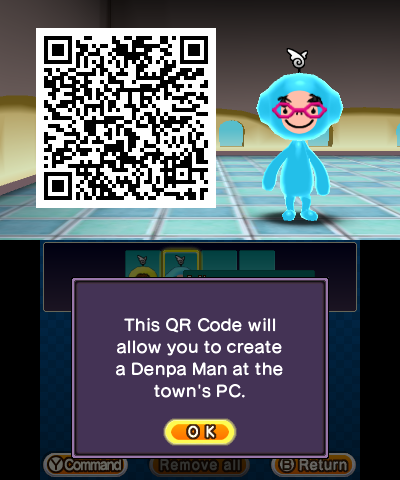 This QR Code will
allow you to create
a Denpa Man at the
town's PC.
OK
Y Command
Remove all
B Return